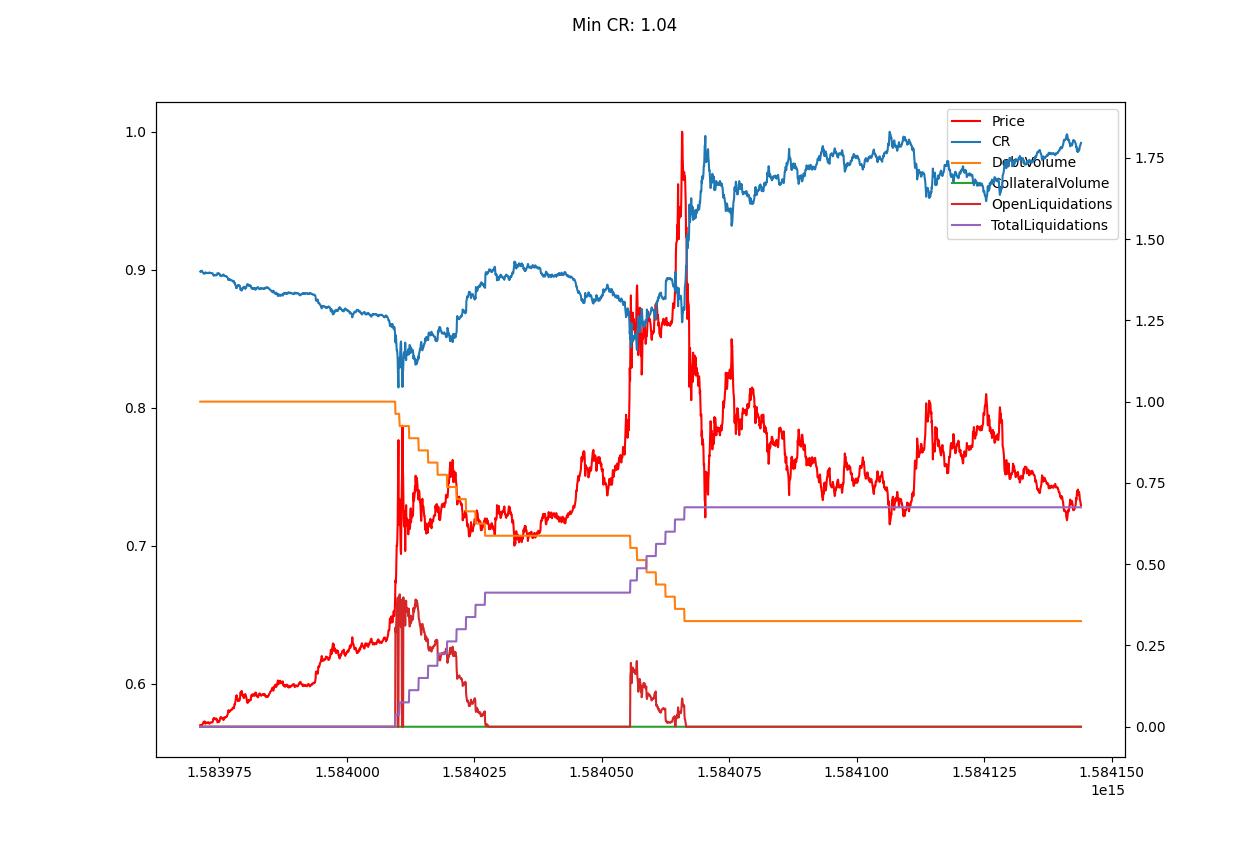 Min CR: 1.04
1.0
0.9
0.8
0.7
0.6
Price
CR
DebtVolume
CollateralVolume
OpenLiquidations
TotalLiquidations
1.75
1.50
1.25
1.00
0.75
0.50
0.25
0.00
1.583975 1.584000 1.584025 1.584050 1.584075 1.584100 1.584125 1.584150
1e15